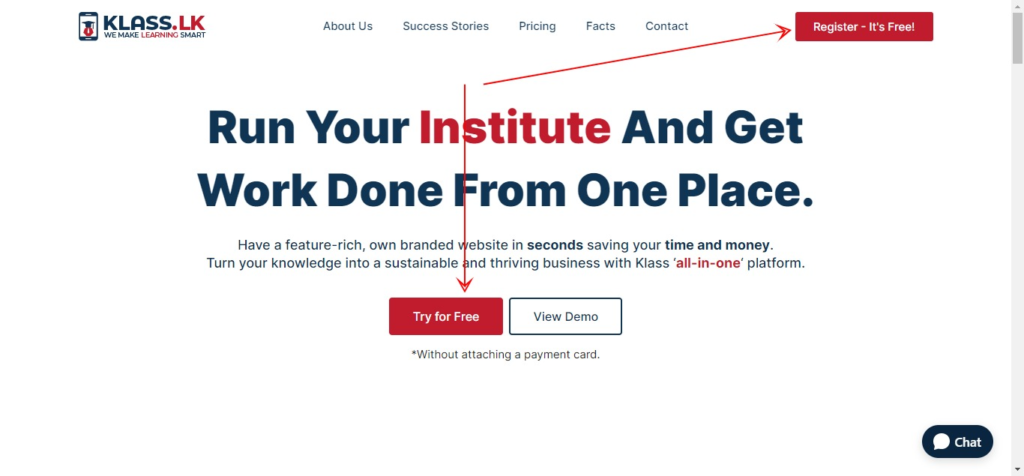 KLASS.LK
WE MAKE LEARNING SMART
About Us
Success Stories
Pricing
Facts
Contact
Register - It's Free!
Run Your Institute And Get
Work Done From One Place.
Have a feature-rich, own branded website in seconds saving your time and money.
Turn your knowledge into a sustainable and thriving business with Klass ‘all-in-one’ platform.
Try for Free
View Demo
*Without attaching a payment card.
Chat